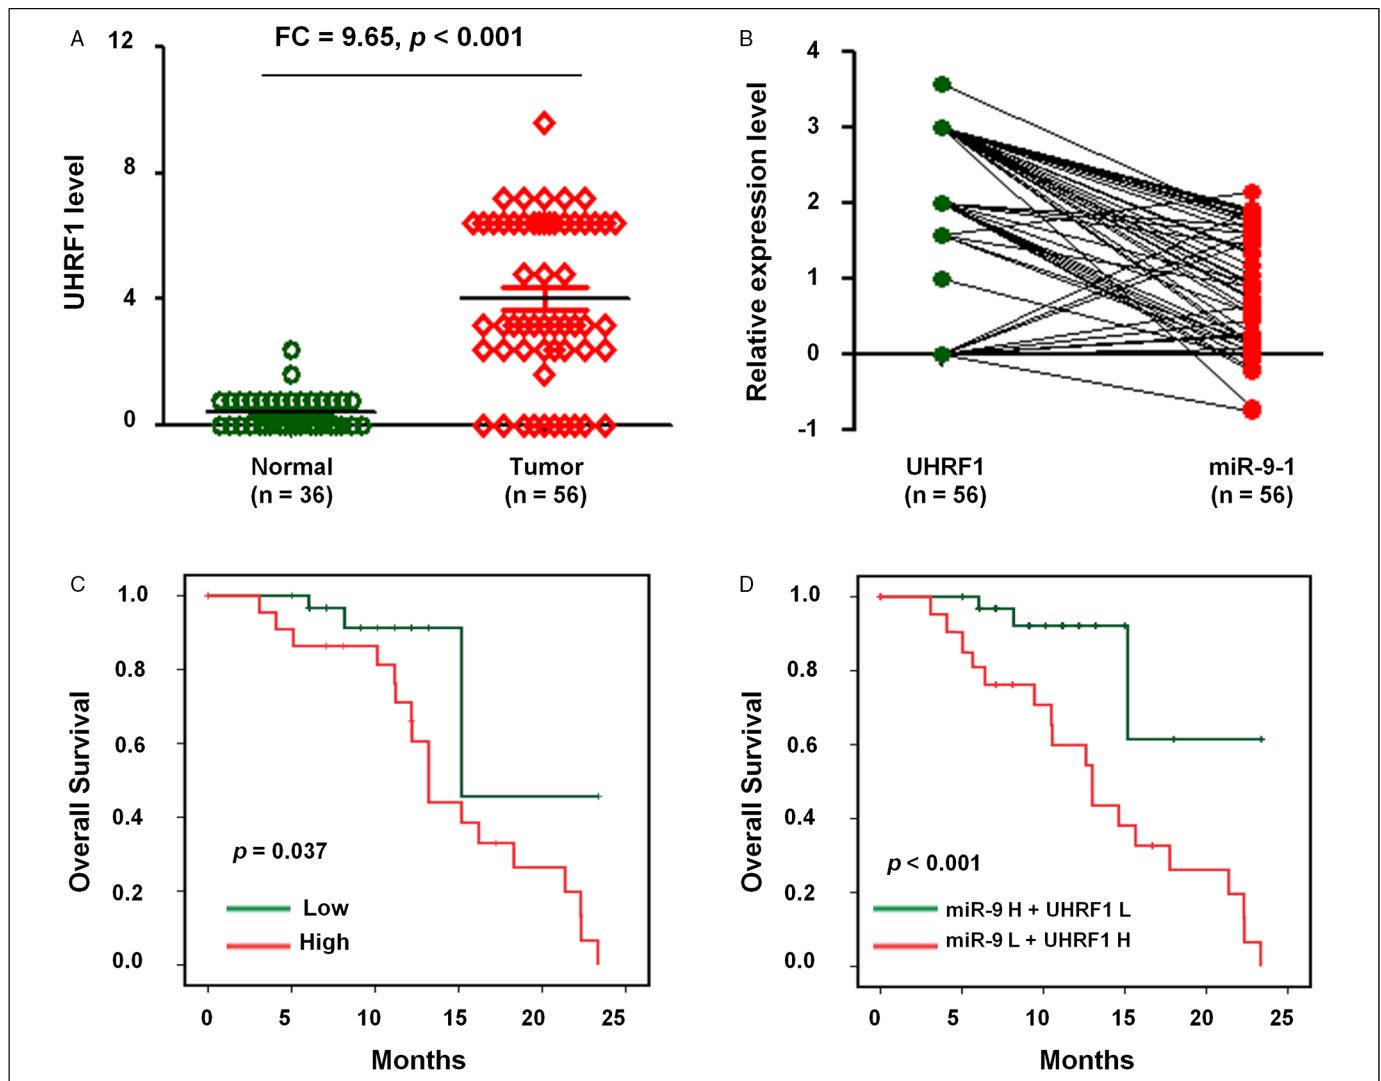 A
FC = 9.65, p < 0.001
UHRF1 level
12
8
4
0
Normal
(n = 36)
Tumor
(n = 56)
B
Relative expression level
4
3
2
1
0
-1
UHRF1
(n = 56)
miR-9-1
(n = 56)
C
Overall Survival
1.0
0.8
0.6
0.4
0.2
0.0
p = 0.037
Low
High
0 5 10 15 20 25
Months
D
Overall Survival
1.0
0.8
0.6
0.4
0.2
0.0
p < 0.001
miR-9 H + UHRF1 L
miR-9 L + UHRF1 H
0 5 10 15 20 25
Months